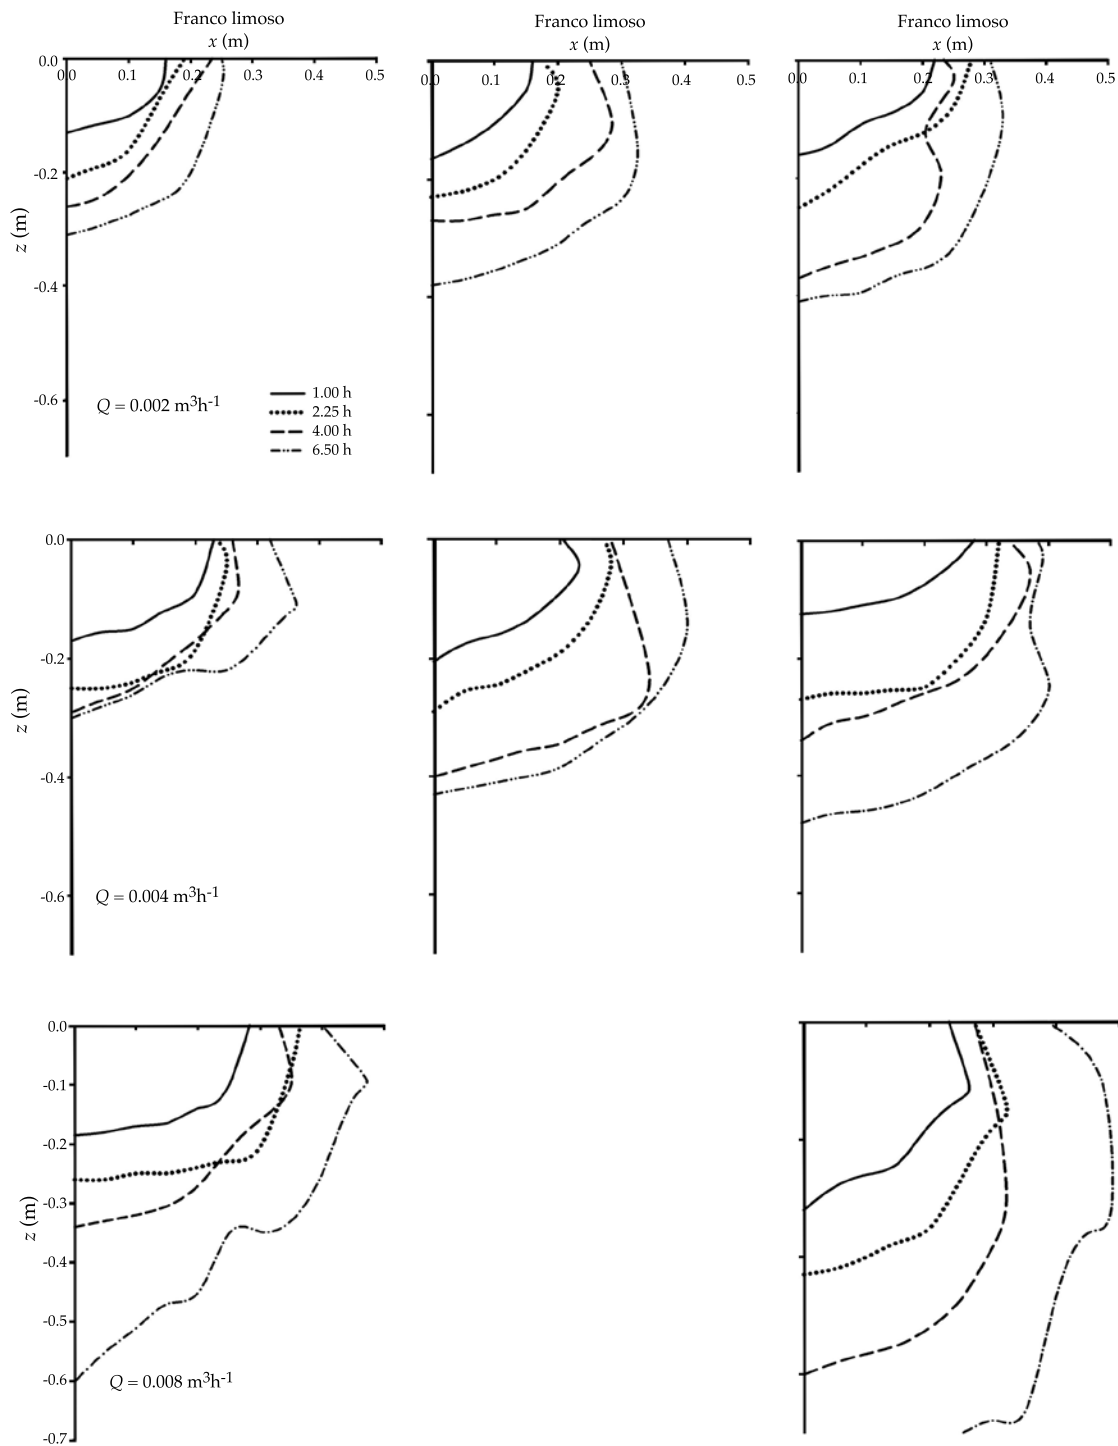 Franco limoso
x (m)
Franco limoso
x (m)
Franco limoso
x (m)
0.0
0.0 0.1 0.2 0.3 0.4 0.5
0.0 0.1 0.2 0.3 0.4 0.5
0.0 0.1 0.2 0.3 0.4 0.5
-0.2
z (m)
-0.4
-0.6
Q = 0.002 m³h⁻¹
1.00 h
2.25 h
4.00 h
6.50 h
0.0
-0.2
z (m)
-0.4
-0.6
Q = 0.004 m³h⁻¹
0.0
-0.1
-0.2
-0.3
z (m)
-0.4
-0.5
-0.6
Q = 0.008 m³h⁻¹
-0.7